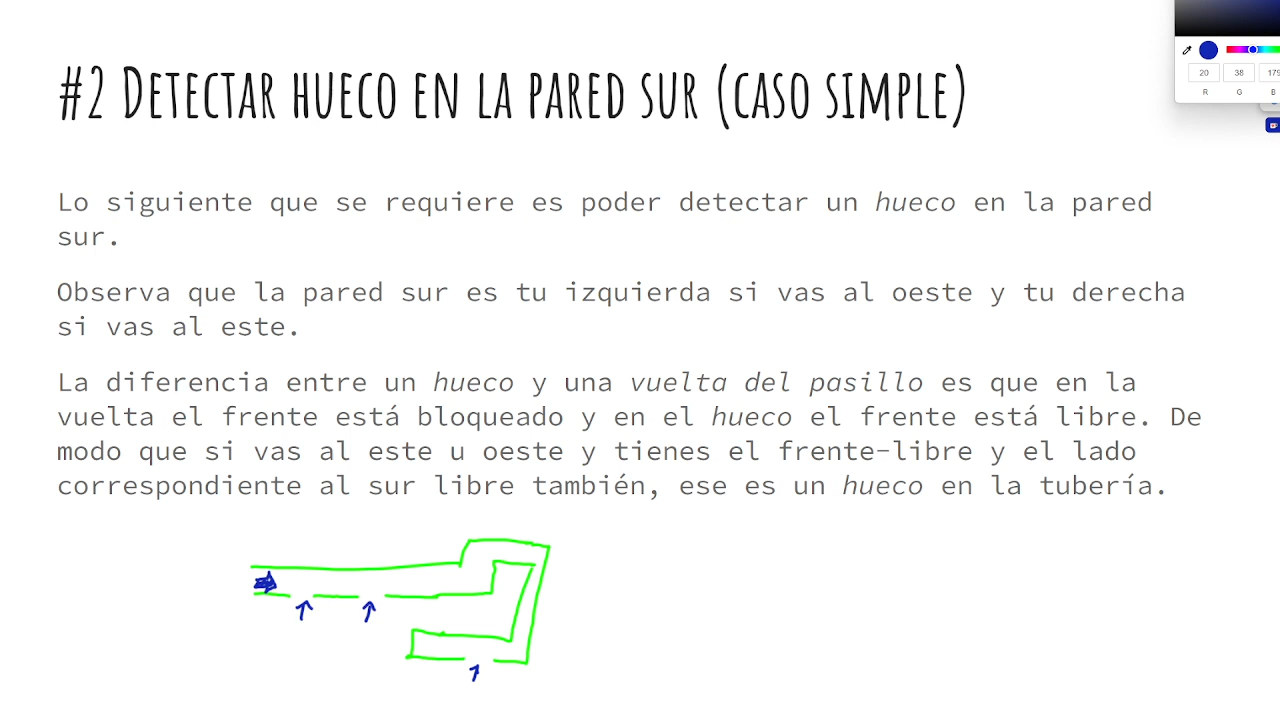 #2 Detectar hueco en la pared sur (caso simple)
Lo siguiente que se requiere es poder detectar un hueco en la pared
sur.
Observa que la pared sur es tu izquierda si vas al oeste y tu derecha
si vas al este.
La diferencia entre un hueco y una vuelta del pasillo es que en la
vuelta el frente está bloqueado y en el hueco el frente está libre. De
modo que si vas al este u oeste y tienes el frente-libre y el lado
correspondiente al sur libre también, ese es un hueco en la tubería.
20 38 179
R G B